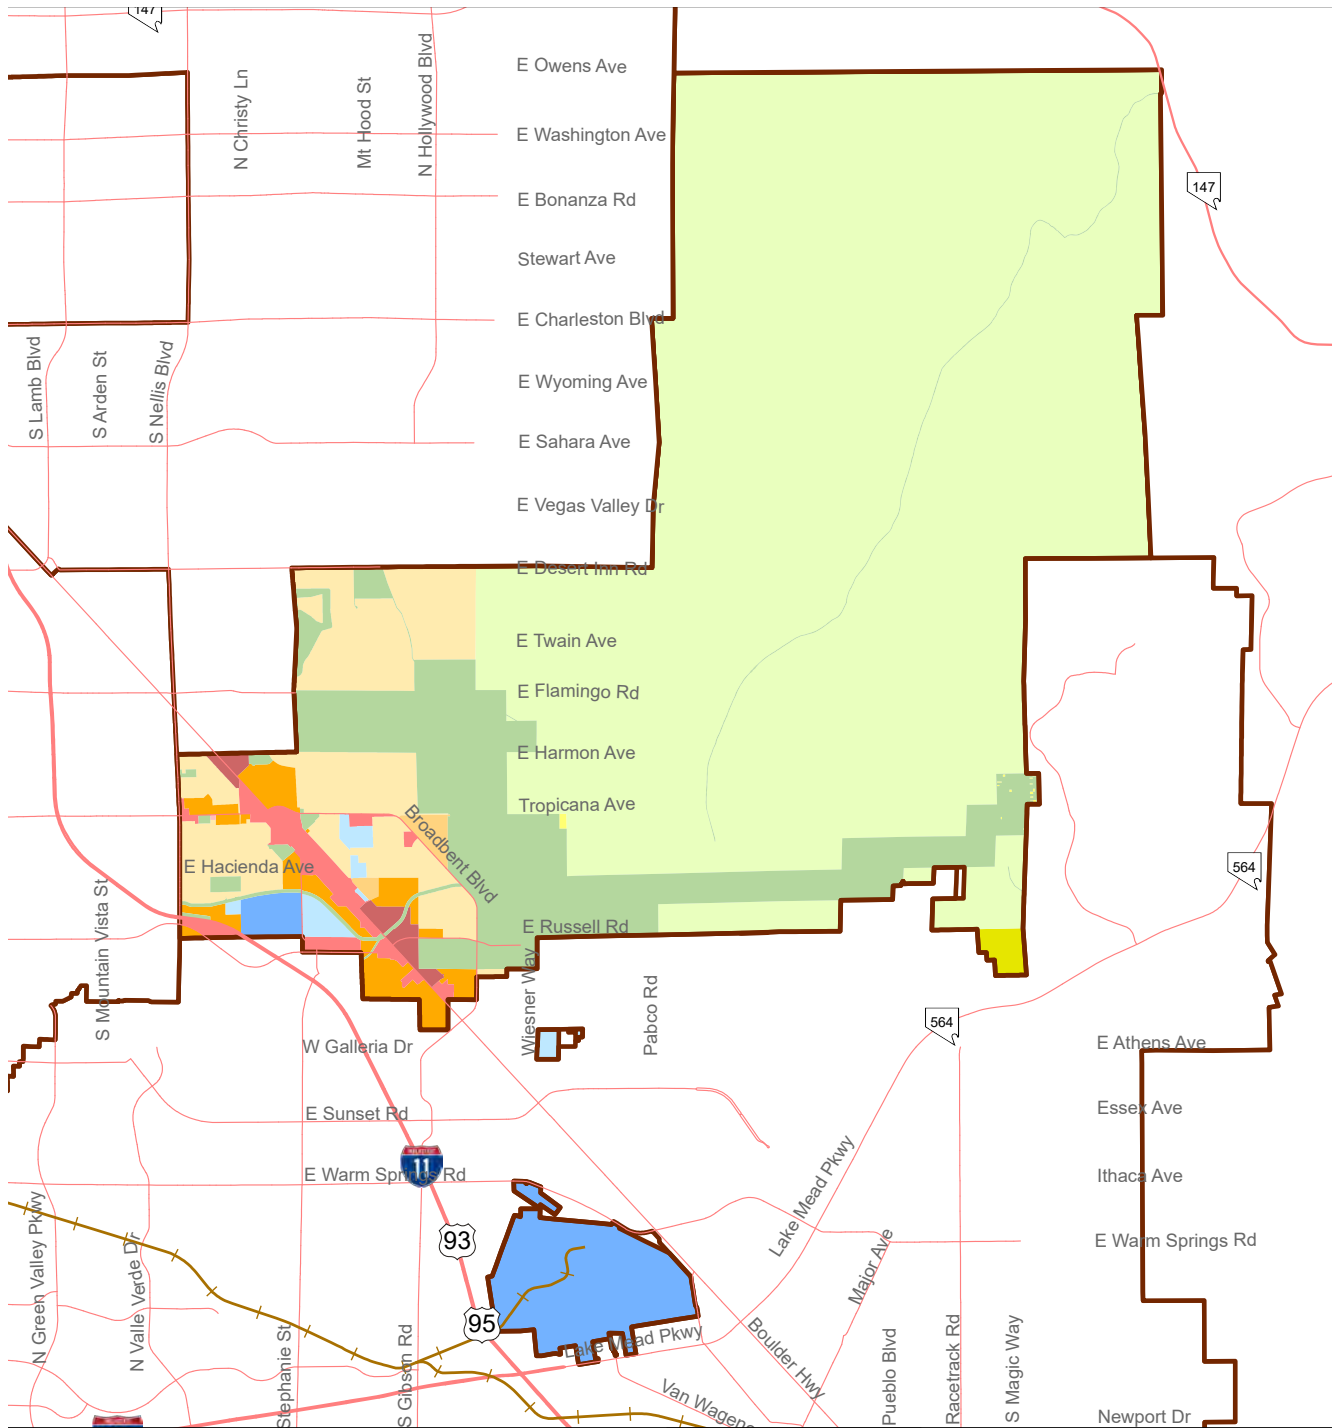 147
E Owens Ave
N Hollywood Blvd
N Christy Ln
Mt Hood St
E Washington Ave
147
E Bonanza Rd
Stewart Ave
E Charleston Blvd
S Lamb Blvd
S Arden St
S Nellis Blvd
E Wyoming Ave
E Sahara Ave
E Vegas Valley Dr
E Desert Inn Rd
E Twain Ave
E Flamingo Rd
E Harmon Ave
Tropicana Ave
Broadbent Blvd
E Hacienda Ave
564
S Mountain Vista St
E Russell Rd
Wiesner Way
Pabco Rd
564
W Galleria Dr
E Athens Ave
E Sunset Rd
Essex Ave
11
E Warm Springs Rd
Ithaca Ave
Lake Mead Pkwy
N Green Valley Pkwy
N Valle Verde Dr
93
Major Ave
E Warm Springs Rd
95
Lake Mead Pkwy
Boulder Hwy
Stephanie St
S Gibson Rd
Pueblo Blvd
Racetrack Rd
S Magic Way
Van Wagene
Newport Dr